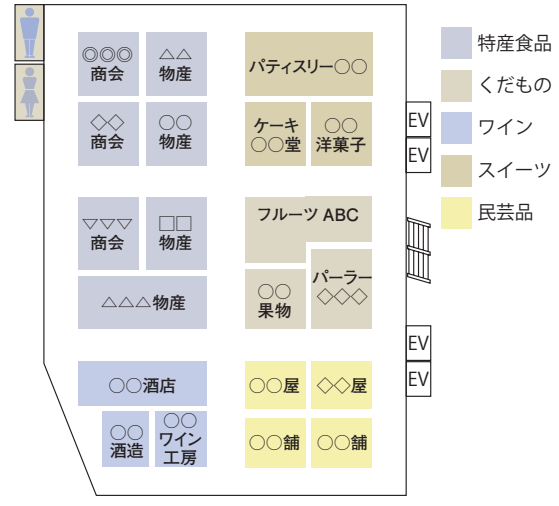 ◎◎◎
商会
△△
物産
パティスリー○○
◇◇
商会
○○
物産
ケーキ
○○堂
○○
洋菓子
▽▽▽
商会
□□
物産
フルーツ ABC
△△△物産
○○
果物
パーラー
◇◇◇
○○酒店
○○屋
◇◇屋
○○
酒造
○○
ワイン
工房
○○舗
○○舗
EV
EV
EV
EV
特産食品
くだもの
ワイン
スイーツ
民芸品